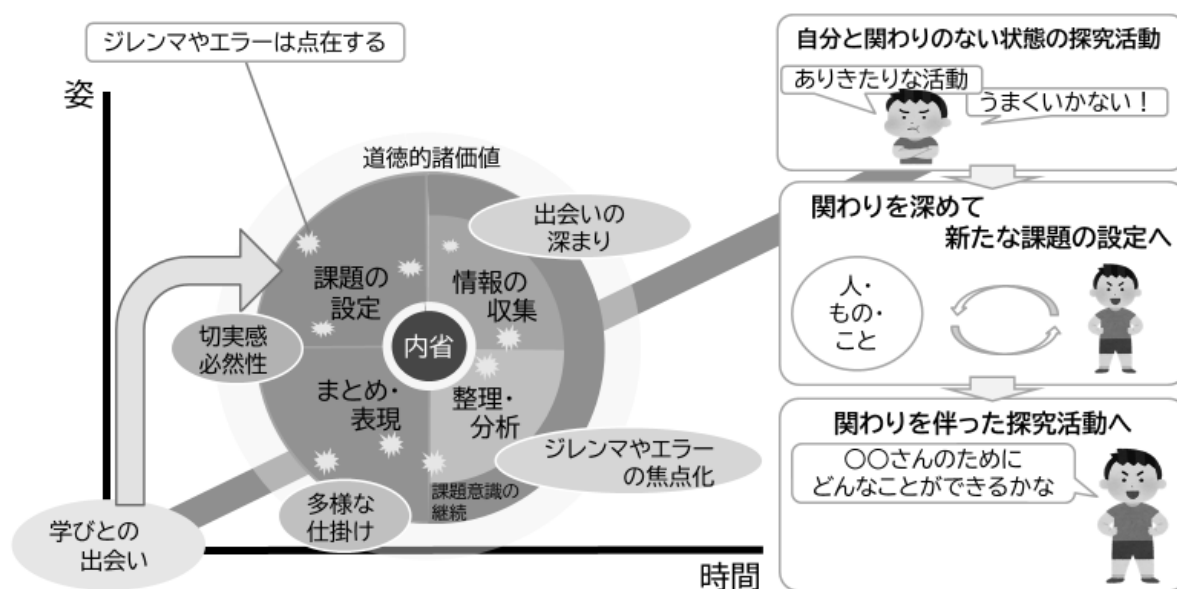 ジレンマやエラーは点在する
姿
道徳的諸価値
出会いの
深まり
課題の
設定
情報の
収集
切実感
必然性
内省
まとめ・
表現
整理・
分析
ジレンマやエラー
の焦点化
課題意識の
継続
多様な
仕掛け
学びとの
出会い
時間
自分と関わりのない状態の探究活動
ありきたりな活動
うまくいかない！
関わりを深めて
新たな課題の設定へ
人・
もの・
こと
関わりを伴った探究活動へ
〇〇さんのために
どんなことができるかな